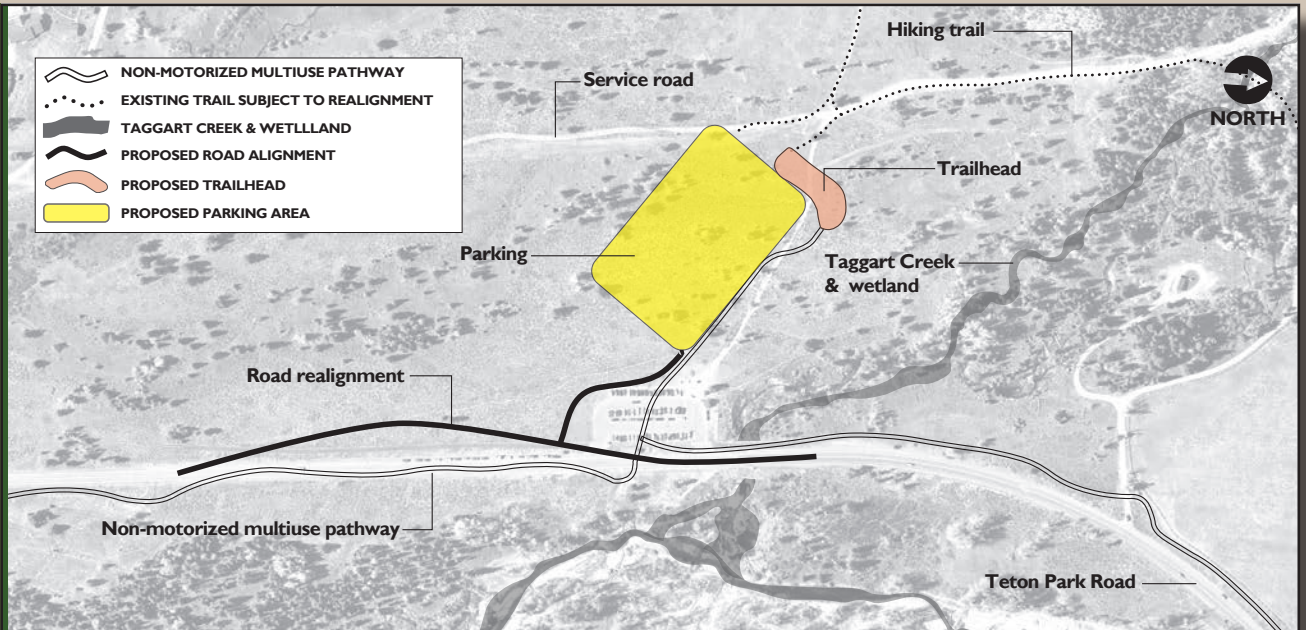 NON-MOTORIZED MULTIUSE PATHWAY
EXISTING TRAIL SUBJECT TO REALIGNMENT
TAGGART CREEK & WETLLLAND
PROPOSED ROAD ALIGNMENT
PROPOSED TRAILHEAD
PROPOSED PARKING AREA
Hiking trail
Service road
NORTH
Trailhead
Parking
Taggart Creek
& wetland
Road realignment
Non-motorized multiuse pathway
Teton Park Road